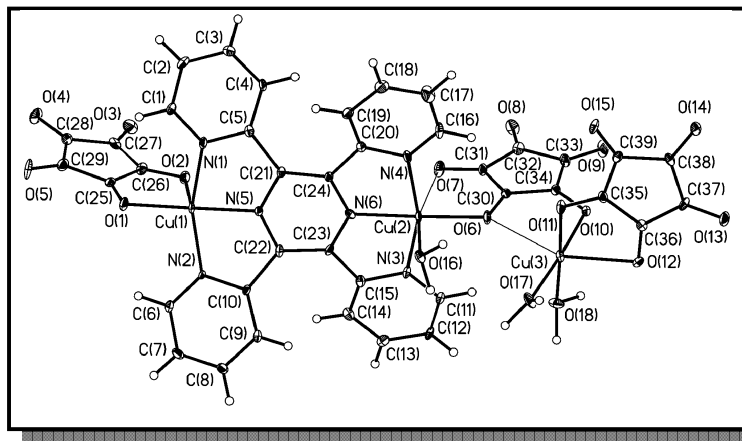 C(3)
C(2)
C(18)
C(4)
C(17)
O(4)
O(3)
C(1)
C(19)
O(8)
O(15)
O(14)
C(28)
C(5)
C(16)
C(27)
C(20)
C(33)
C(39)
C(29)
O(2)
N(1)
C(31)
C(32)
O(9)
C(38)
C(26)
C(21)
N(4)
C(34)
O(5)
C(25)
C(24)
O(7)
C(30)
C(35)
C(37)
O(1)
N(5)
N(6)
O(11)
O(10)
Cu(1)
Cu(2)
O(6)
C(36)
O(13)
C(22)
C(23)
O(16)
Cu(3)
O(12)
N(2)
N(3)
C(10)
C(15)
O(17)
C(6)
C(14)
C(11)
O(18)
C(9)
C(12)
C(7)
C(13)
C(8)